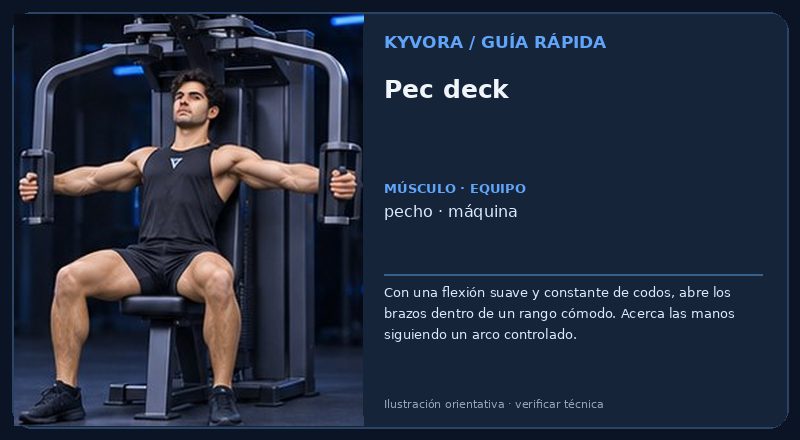 KYVORA / GUÍA RÁPIDA
Pec deck
MÚSCULO · EQUIPO
pecho · máquina
Con una flexión suave y constante de codos, abre los
brazos dentro de un rango cómodo. Acerca las manos
siguiendo un arco controlado.
Ilustración orientativa · verificar técnica